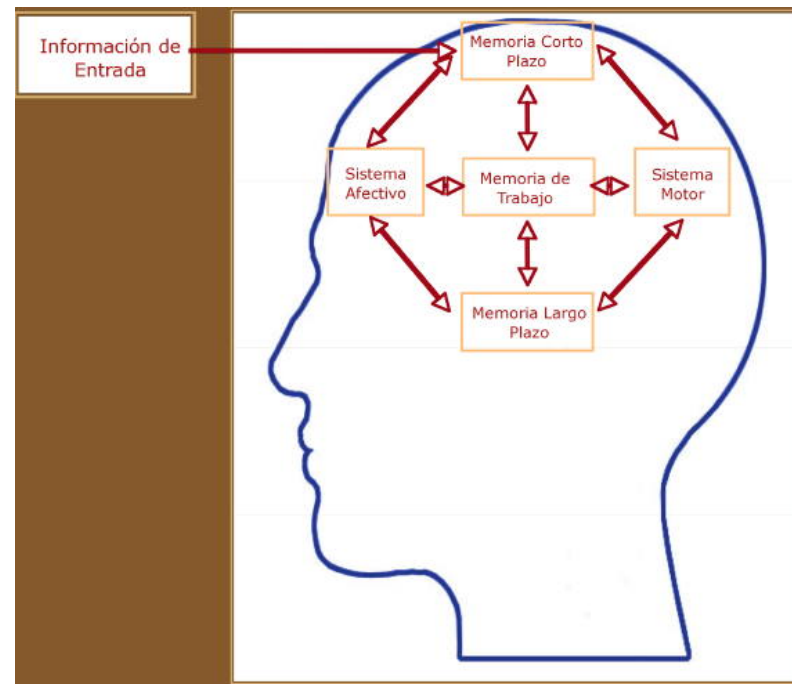 Información de
Entrada
Memoria Corto
Plazo
Sistema
Afectivo
Memoria de
Trabajo
Sistema
Motor
Memoria Largo
Plazo